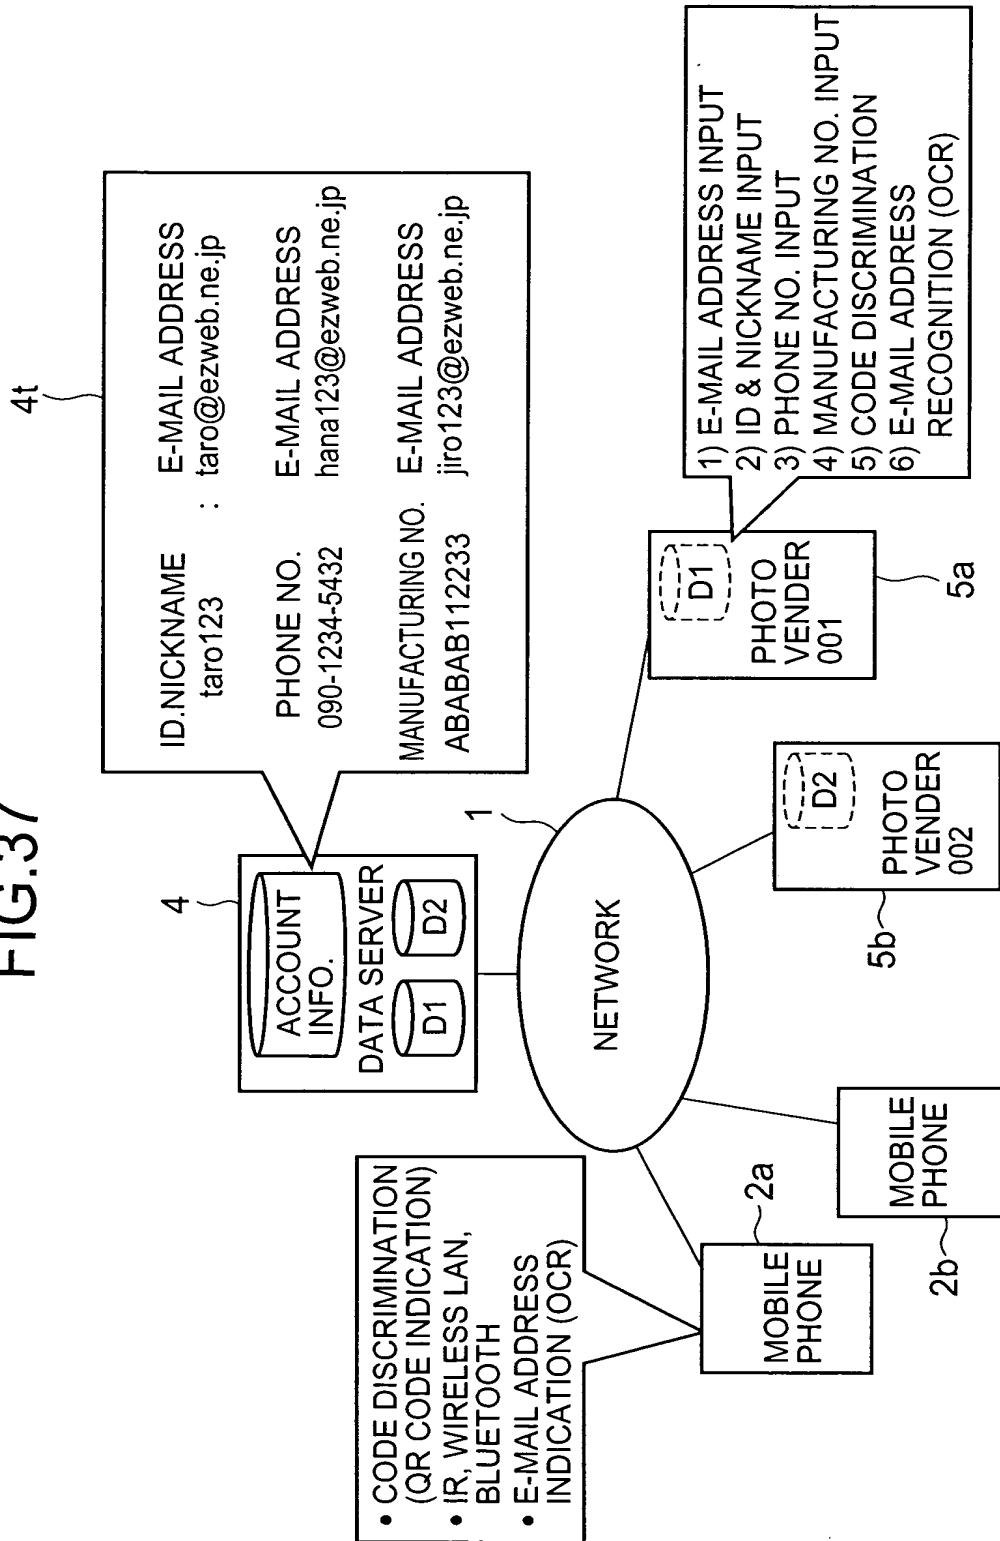 FIG.37
4t
ID.NICKNAME E-MAIL ADDRESS
taro123 : taro@ezweb.ne.jp
PHONE NO. E-MAIL ADDRESS
090-1234-5432 hana123@ezweb.ne.jp
MANUFACTURING NO. E-MAIL ADDRESS
ABABAB112233 jiro123@ezweb.ne.jp
4
ACCOUNT
INFO.
DATA SERVER
D1 D2
• CODE DISCRIMINATION
(QR CODE INDICATION)
• IR, WIRELESS LAN,
BLUETOOTH
• E-MAIL ADDRESS
INDICATION (OCR)
1
NETWORK
1) E-MAIL ADDRESS INPUT
2) ID & NICKNAME INPUT
3) PHONE NO. INPUT
4) MANUFACTURING NO. INPUT
5) CODE DISCRIMINATION
6) E-MAIL ADDRESS
RECOGNITION (OCR)
D1
PHOTO
VENDER
001
5a
D2
PHOTO
VENDER
002
5b
2a
MOBILE
PHONE
MOBILE
PHONE
2b